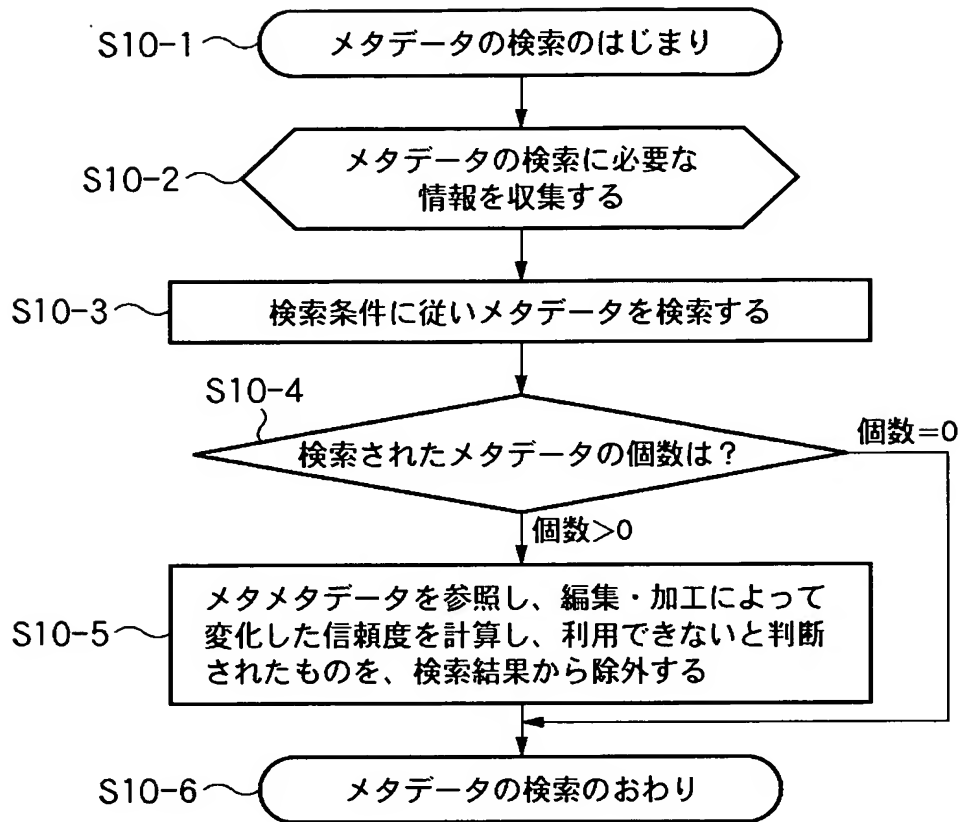 S10-1
メタデータの検索のはじまり
S10-2
メタデータの検索に必要な
情報を収集する
S10-3
検索条件に従いメタデータを検索する
S10-4
検索されたメタデータの個数は？
個数=0
個数>0
S10-5
メタメタデータを参照し、編集・加工によって
変化した信頼度を計算し、利用できないと判断
されたものを、検索結果から除外する
S10-6
メタデータの検索のおわり